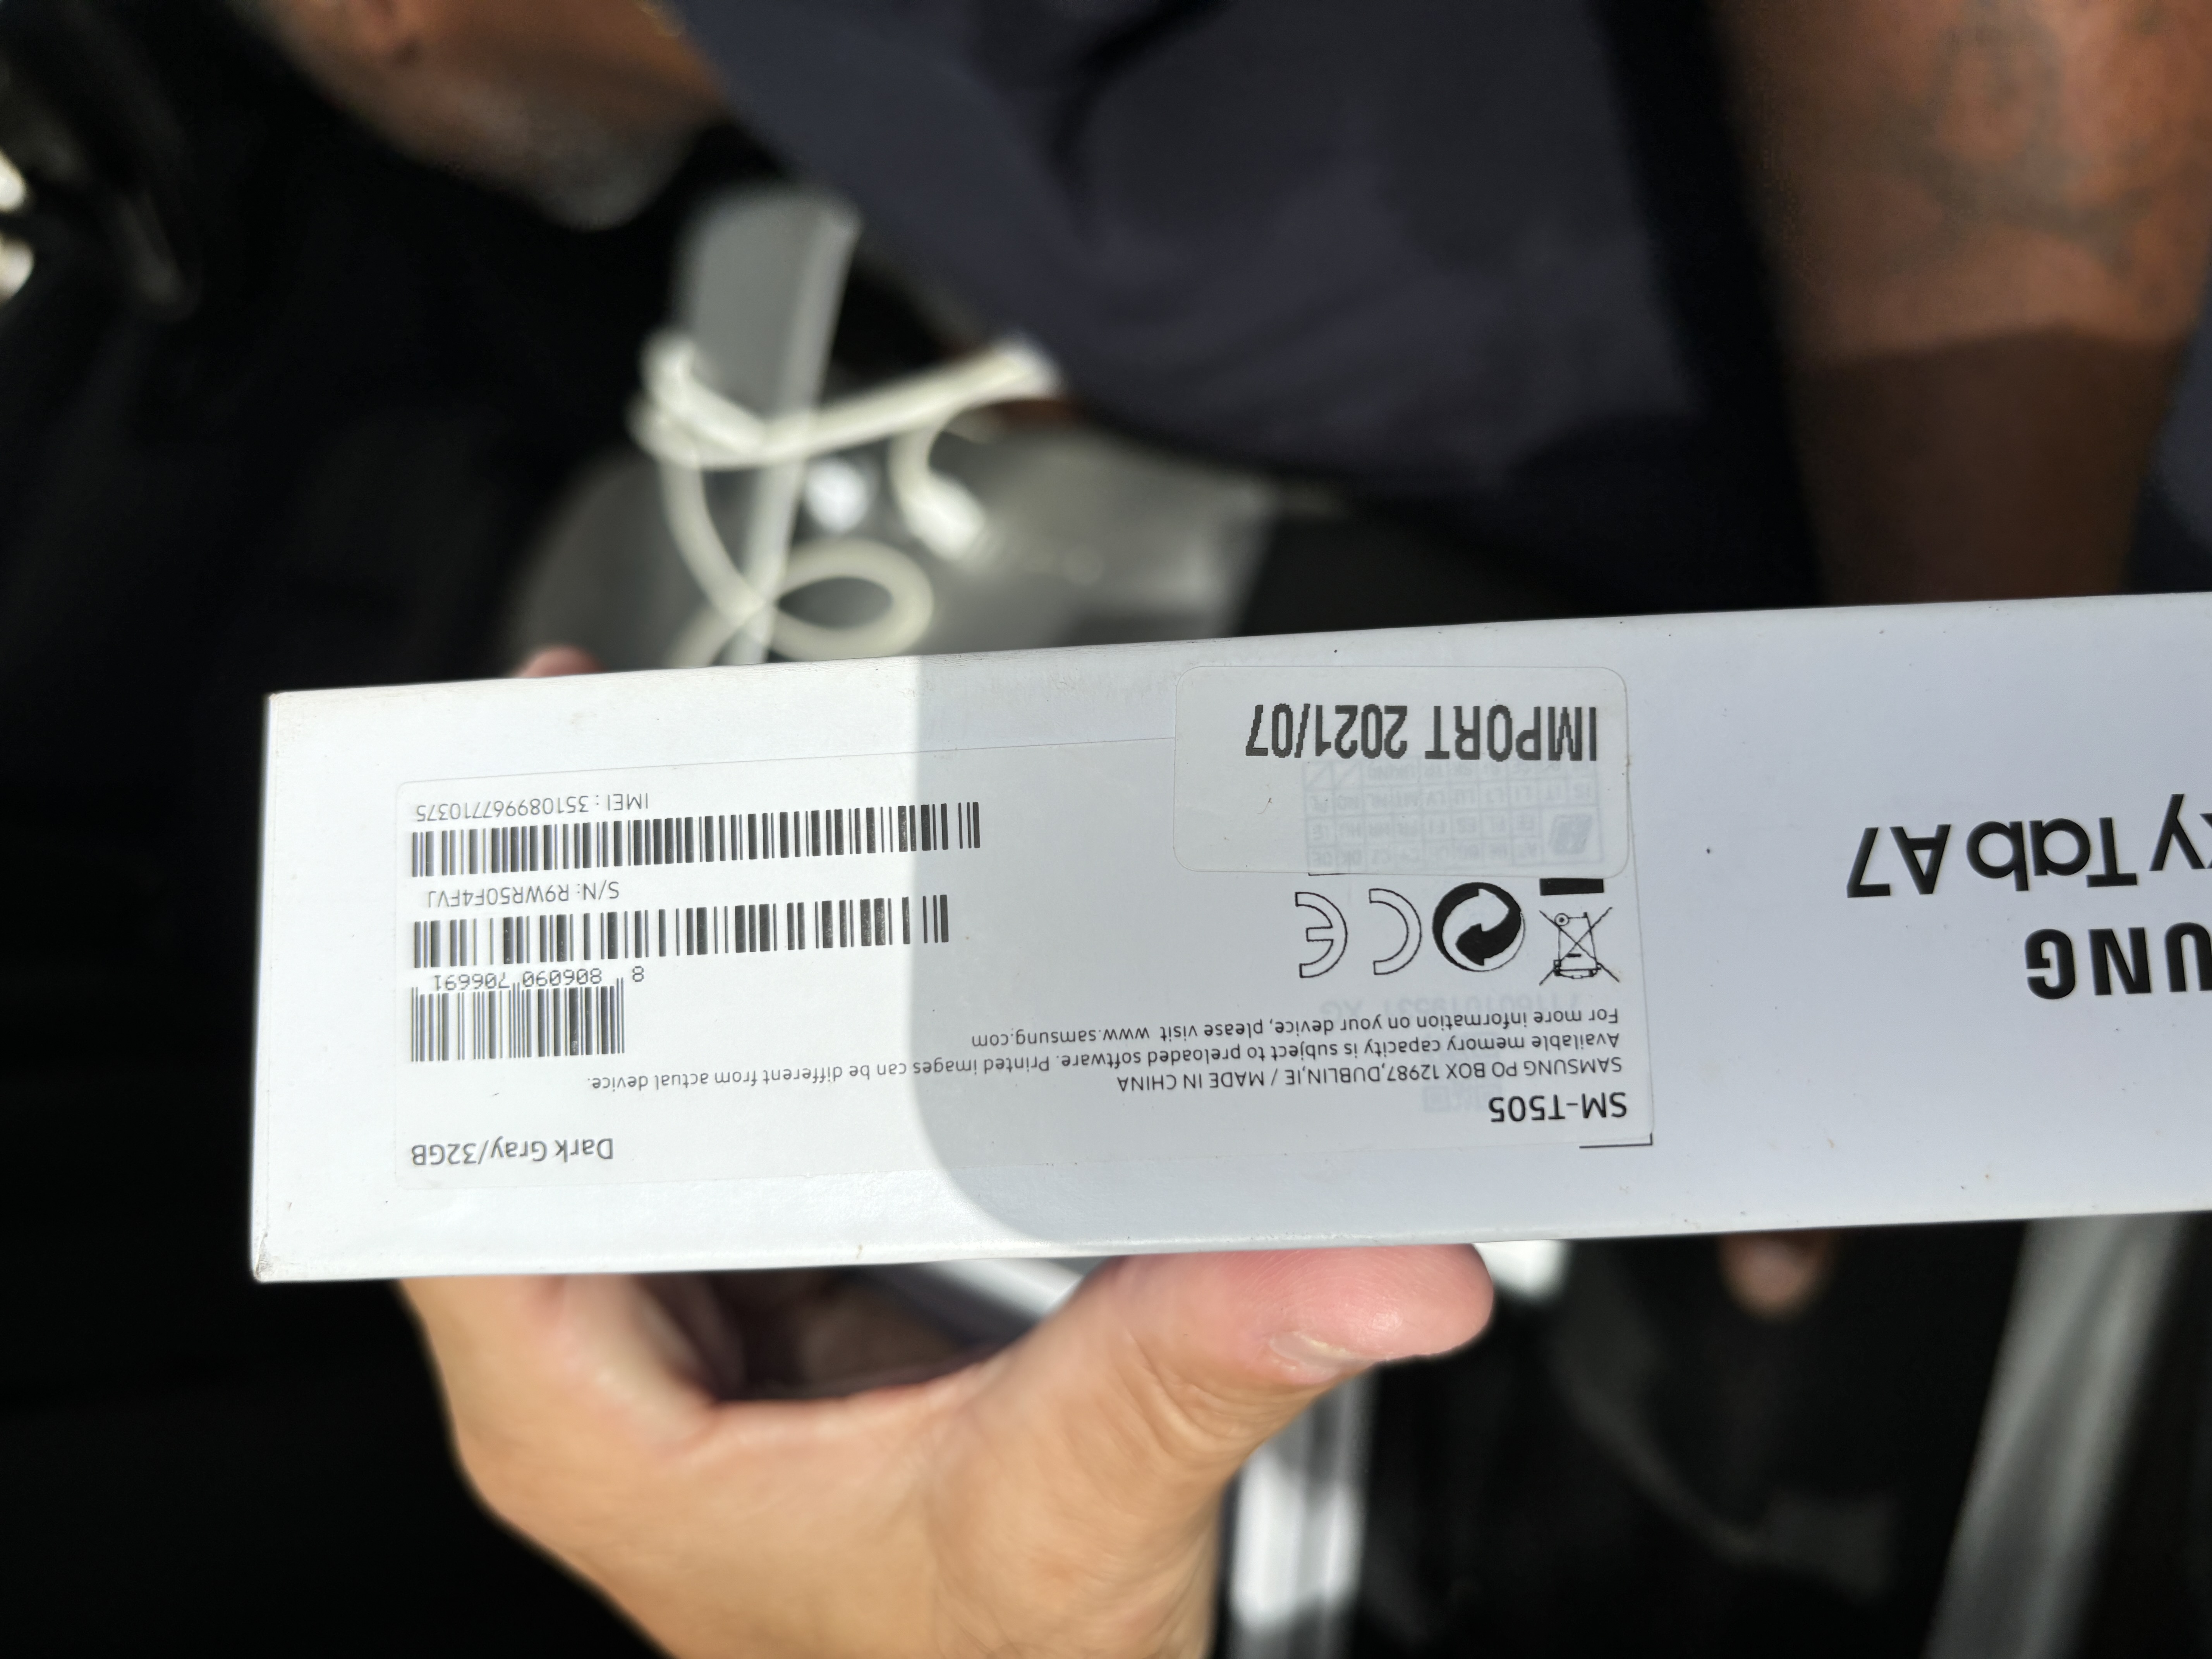 SM-T505
Dark Gray/32GB
SAMSUNG PO BOX 12987,DUBLIN,IE / MADE IN CHINA
Available memory capacity is subject to preloaded software. Printed images can be different from actual device.
For more information on your device, please visit www.samsung.com
8 806090 706691
CE
S/N: R9WR50F4FVJ
IMEI : 351089967710375
IMPORT 2021/07
UNG
y Tab A7